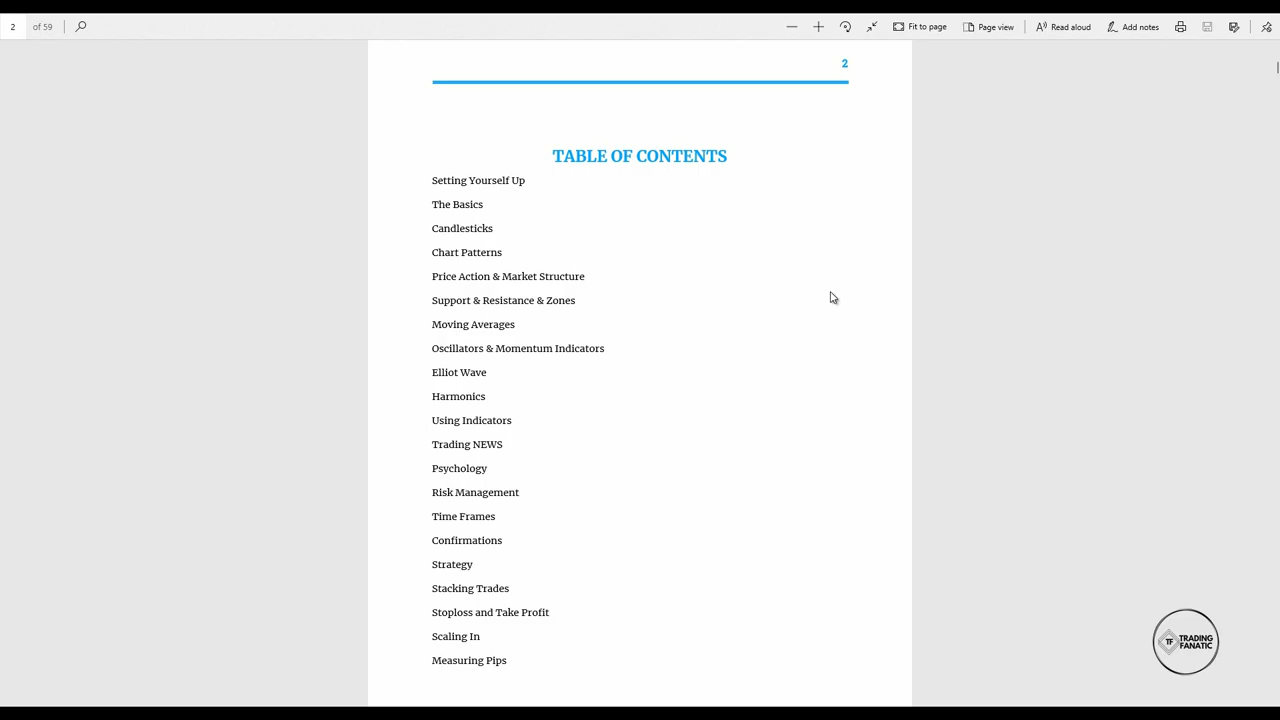 2 of 59 Fit to page Page view Read aloud Add notes
2
TABLE OF CONTENTS
Setting Yourself Up
The Basics
Candlesticks
Chart Patterns
Price Action & Market Structure
Support & Resistance & Zones
Moving Averages
Oscillators & Momentum Indicators
Elliot Wave
Harmonics
Using Indicators
Trading NEWS
Psychology
Risk Management
Time Frames
Confirmations
Strategy
Stacking Trades
Stoploss and Take Profit
Scaling In
Measuring Pips
TF TRADING
FANATIC